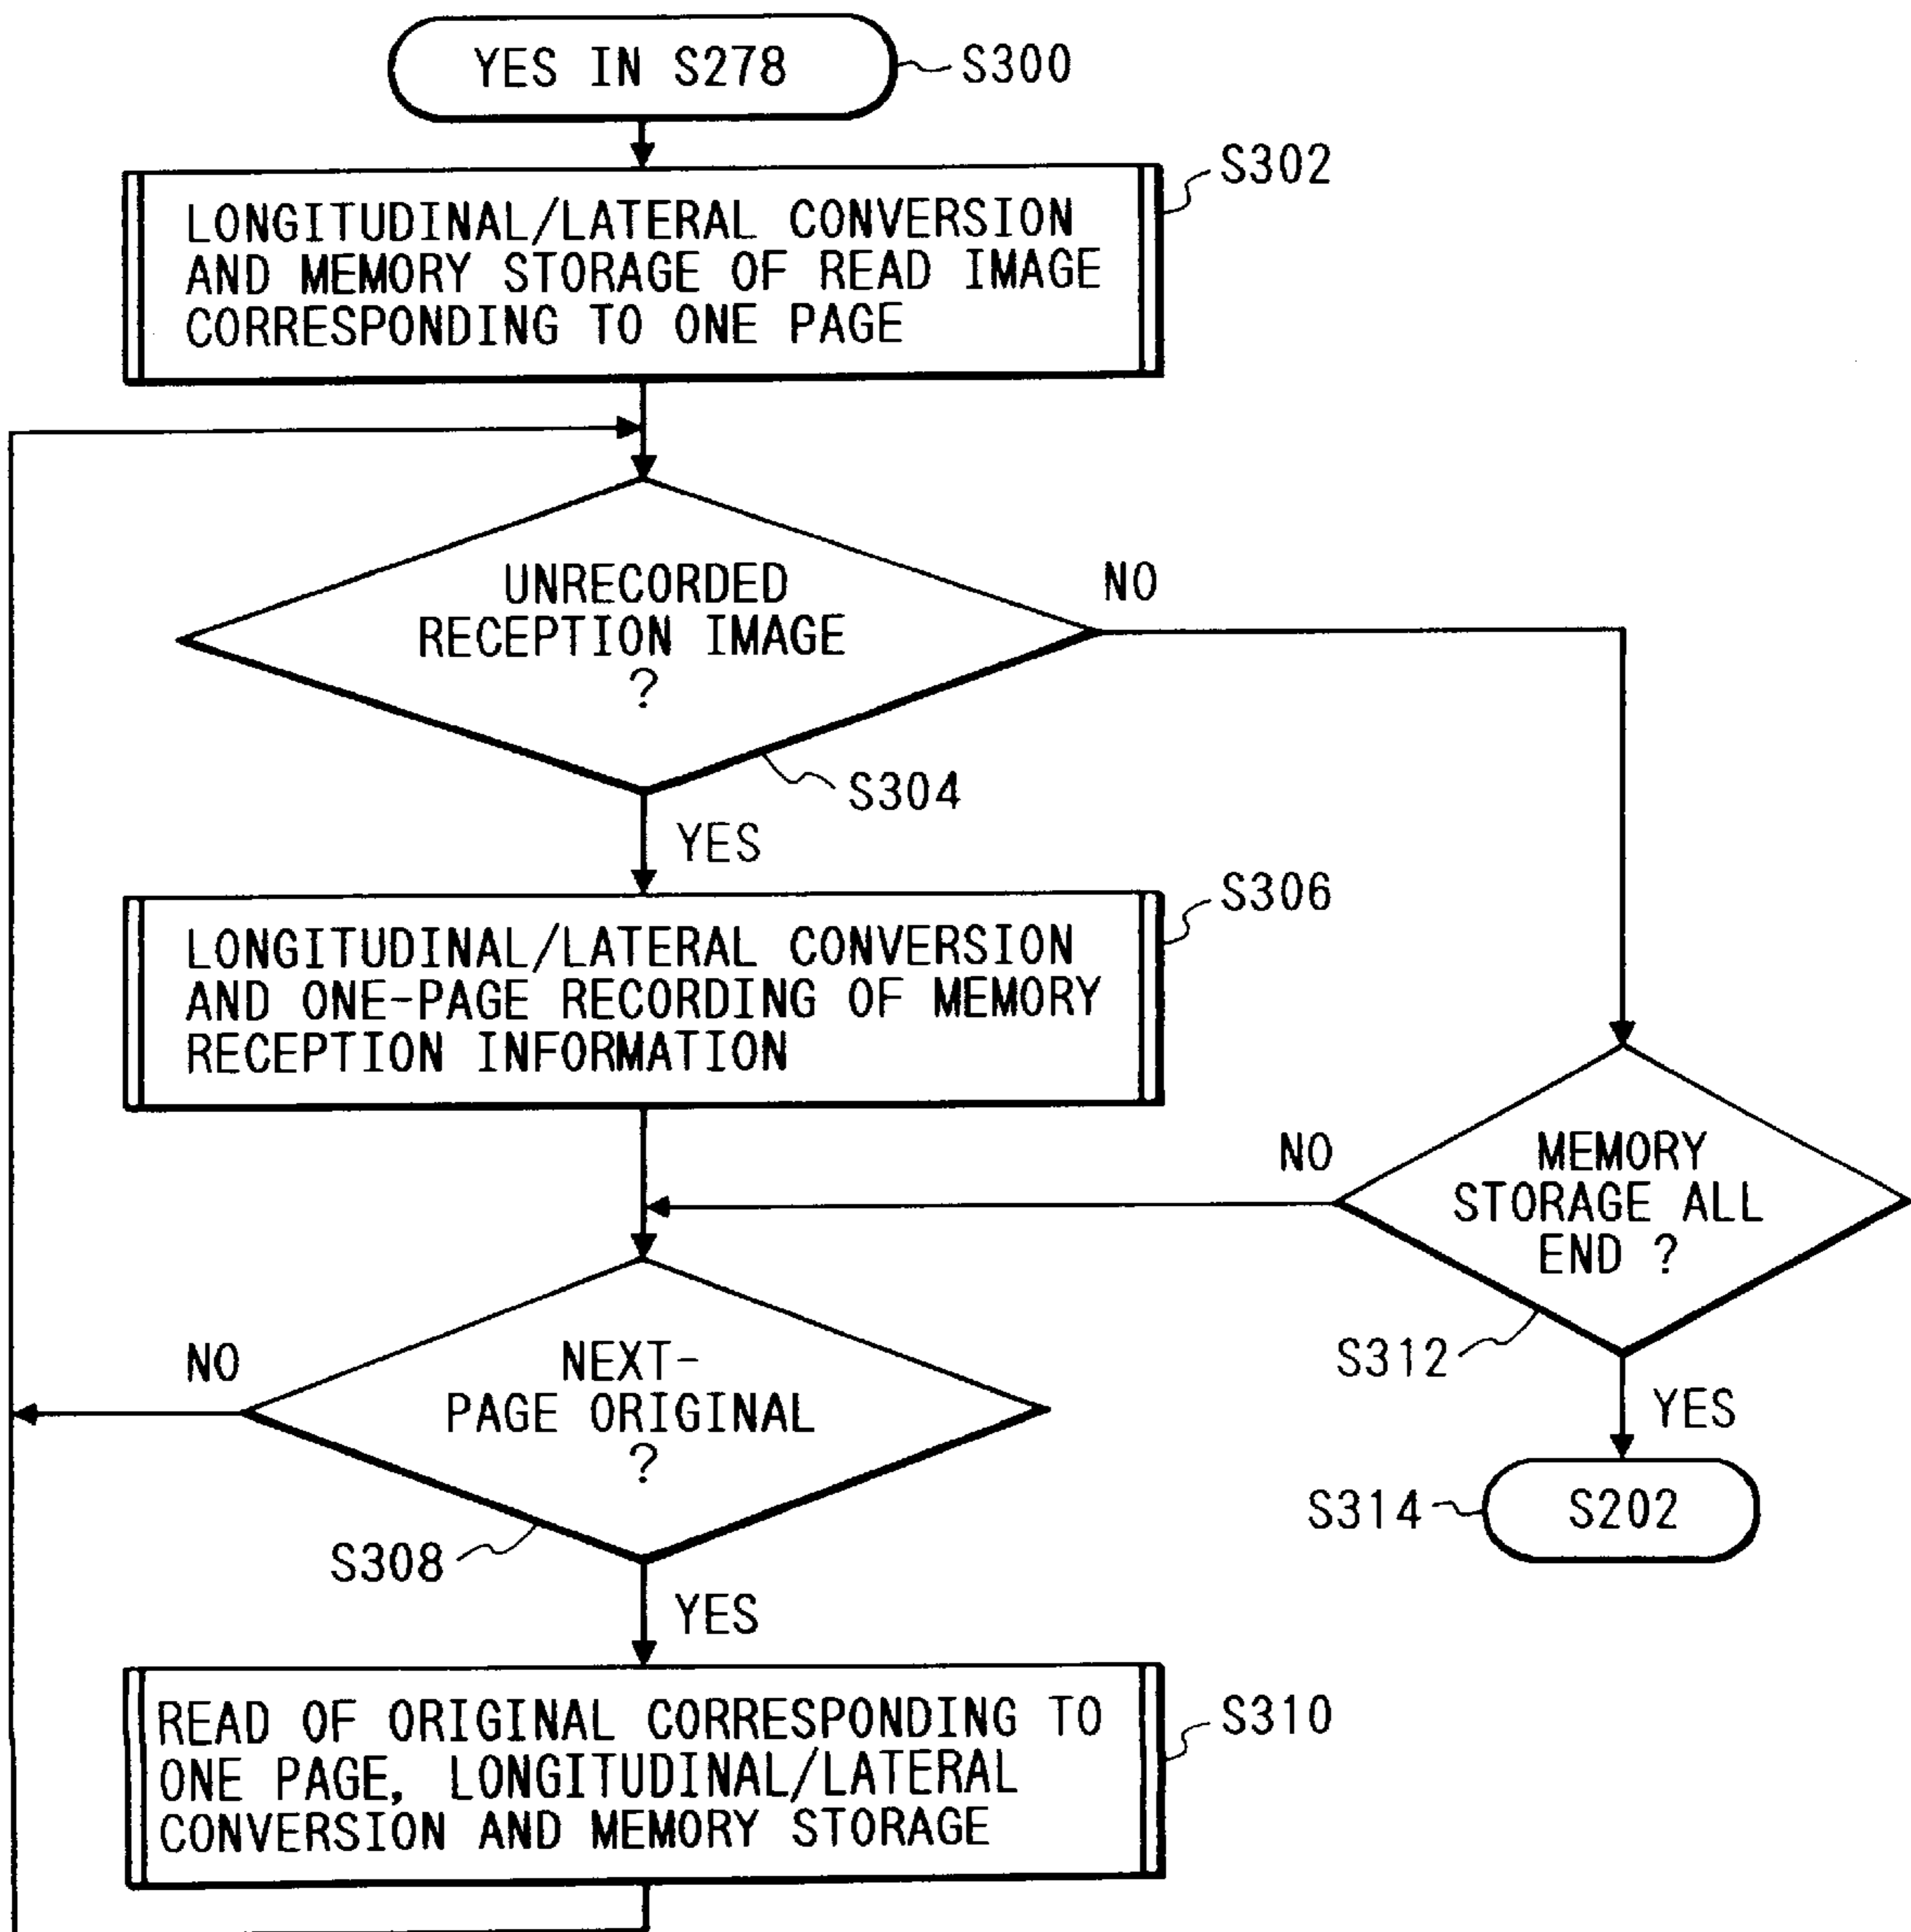 YES IN S278
S300
S302
LONGITUDINAL/LATERAL CONVERSION
AND MEMORY STORAGE OF READ IMAGE
CORRESPONDING TO ONE PAGE
UNRECORDED
RECEPTION IMAGE
?
NO
S304
YES
S306
LONGITUDINAL/LATERAL CONVERSION
AND ONE-PAGE RECORDING OF MEMORY
RECEPTION INFORMATION
NO
MEMORY
STORAGE ALL
END ?
S312
YES
S314
S202
NO
NEXT-
PAGE ORIGINAL
?
S308
YES
S310
READ OF ORIGINAL CORRESPONDING TO
ONE PAGE, LONGITUDINAL/LATERAL
CONVERSION AND MEMORY STORAGE